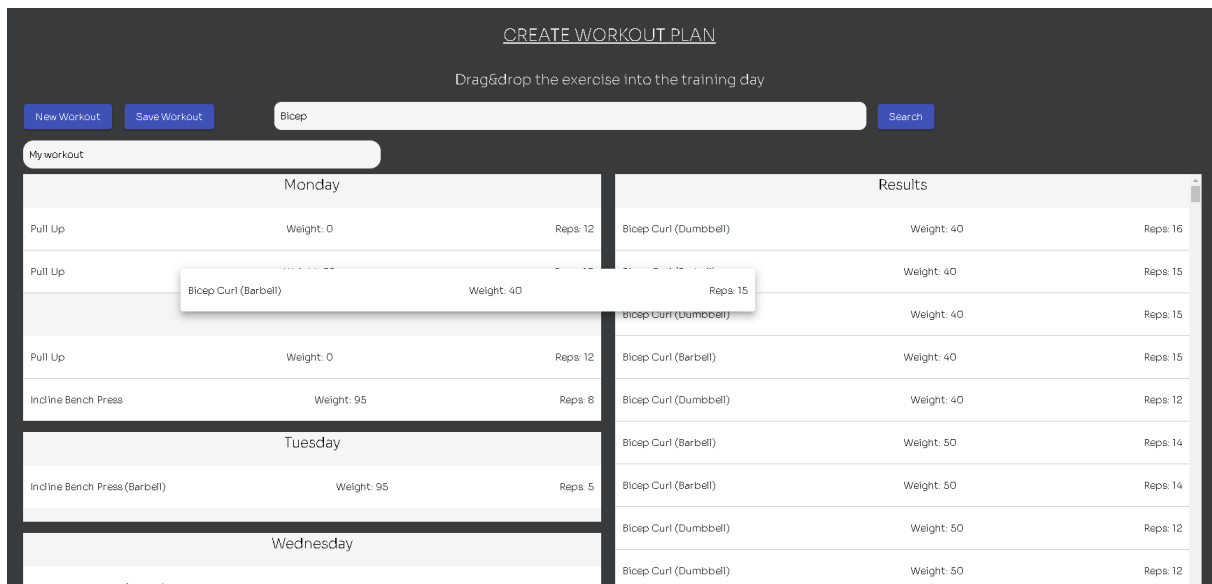 CREATE WORKOUT PLAN
Drag&drop the exercise into the training day
New Workout Save Workout Bicep Search
My workout
Monday
Pull Up Weight: 0 Reps: 12
Pull Up
Bicep Curl (Barbell) Weight: 40 Reps: 15
Pull Up Weight: 0 Reps: 12
Incline Bench Press Weight: 95 Reps: 8
Tuesday
Incline Bench Press (Barbell) Weight: 95 Reps: 5
Wednesday
Results
Bicep Curl (Dumbbell) Weight: 40 Reps: 16
Weight: 40 Reps: 15
Bicep Curl (Dumbbell) Weight: 40 Reps: 15
Bicep Curl (Barbell) Weight: 40 Reps: 15
Bicep Curl (Dumbbell) Weight: 40 Reps: 12
Bicep Curl (Barbell) Weight: 50 Reps: 14
Bicep Curl (Barbell) Weight: 50 Reps: 14
Bicep Curl (Dumbbell) Weight: 50 Reps: 12
Bicep Curl (Dumbbell) Weight: 50 Reps: 12